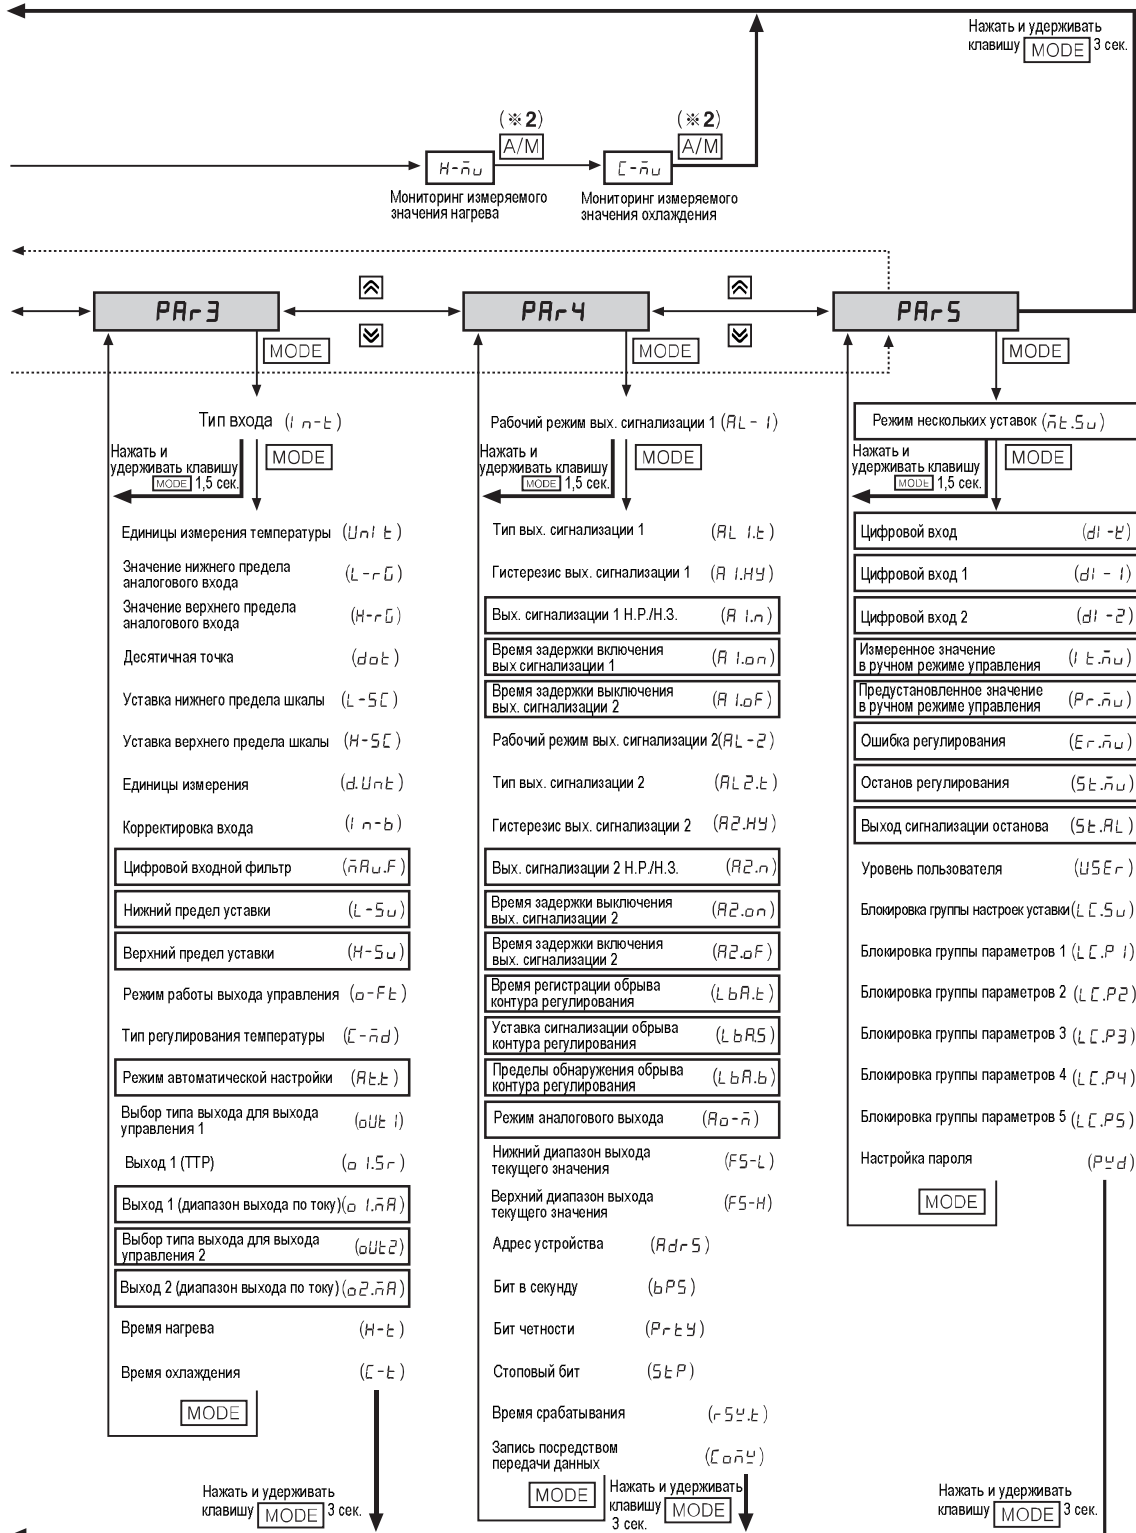 Нажать и удерживать
клавишу MODE 3 сек.
(※2)
A/M
(※2)
A/M
H-ñu
C-ñu
Мониторинг измеряемого
значения нагрева
Мониторинг измеряемого
значения охлаждения
PAr3
MODE
Тип входа (In-t)
Нажать и
удерживать клавишу
MODE 1,5 сек.
MODE
Единицы измерения температуры (UnIt)
Значение нижнего предела
аналогового входа (L-rG)
Значение верхнего предела
аналогового входа (H-rG)
Десятичная точка (dot)
Уставка нижнего предела шкалы (L-SC)
Уставка верхнего предела шкалы (H-SC)
Единицы измерения (d.Unt)
Корректировка входа (In-b)
Цифровой входной фильтр (ñAu.F)
Нижний предел уставки (L-Su)
Верхний предел уставки (H-Su)
Режим работы выхода управления (o-Ft)
Тип регулирования температуры (C-ñd)
Режим автоматической настройки (At.t)
Выбор типа выхода для выхода
управления 1 (oUt1)
Выход 1 (ТТР) (o1.Sr)
Выход 1 (диапазон выхода по току) (o1.ñA)
Выбор типа выхода для выхода
управления 2 (oUt2)
Выход 2 (диапазон выхода по току) (o2.ñA)
Время нагрева (H-t)
Время охлаждения (C-t)
MODE
Нажать и удерживать
клавишу MODE 3 сек.
PAr4
MODE
Рабочий режим вых. сигнализации 1 (AL-1)
Нажать и
удерживать клавишу
MODE 1,5 сек.
MODE
Тип вых. сигнализации 1 (AL1.t)
Гистерезис вых. сигнализации 1 (A1.HY)
Вых. сигнализации 1 Н.Р./Н.З. (A1.n)
Время задержки включения
вых сигнализации 1 (A1.on)
Время задержки выключения
вых. сигнализации 2 (A1.oF)
Рабочий режим вых. сигнализации 2(AL-2)
Тип вых. сигнализации 2 (AL2.t)
Гистерезис вых. сигнализации 2 (A2.HY)
Вых. сигнализации 2 Н.Р./Н.З. (A2.n)
Время задержки выключения
вых. сигнализации 2 (A2.on)
Время задержки включения
вых. сигнализации 2 (A2.oF)
Время регистрации обрыва
контура регулирования (LbA.t)
Уставка сигнализации обрыва
контура регулирования (LbA.S)
Пределы обнаружения обрыва
контура регулирования (LbA.b)
Режим аналогового выхода (Ao-ñ)
Нижний диапазон выхода
текущего значения (FS-L)
Верхний диапазон выхода
текущего значения (FS-H)
Адрес устройства (AdrS)
Бит в секунду (bPS)
Бит четности (PrtY)
Стоповый бит (StP)
Время срабатывания (rSY.t)
Запись посредством
передачи данных (CoñY)
MODE
Нажать и удерживать
клавишу MODE
3 сек.
PAr5
MODE
Режим нескольких уставок (ñt.Su)
Нажать и
удерживать клавишу
MODE 1,5 сек.
MODE
Цифровой вход (dI-K)
Цифровой вход 1 (dI-1)
Цифровой вход 2 (dI-2)
Измеренное значение
в ручном режиме управления (It.ñu)
Предустановленное значение
в ручном режиме управления (Pr.ñu)
Ошибка регулирования (Er.ñu)
Останов регулирования (St.ñu)
Выход сигнализации останова (St.AL)
Уровень пользователя (USEr)
Блокировка группы настроек уставки(LC.Su)
Блокировка группы параметров 1 (LC.P1)
Блокировка группы параметров 2 (LC.P2)
Блокировка группы параметров 3 (LC.P3)
Блокировка группы параметров 4 (LC.P4)
Блокировка группы параметров 5 (LC.P5)
Настройка пароля (PWd)
MODE
Нажать и удерживать
клавишу MODE 3 сек.